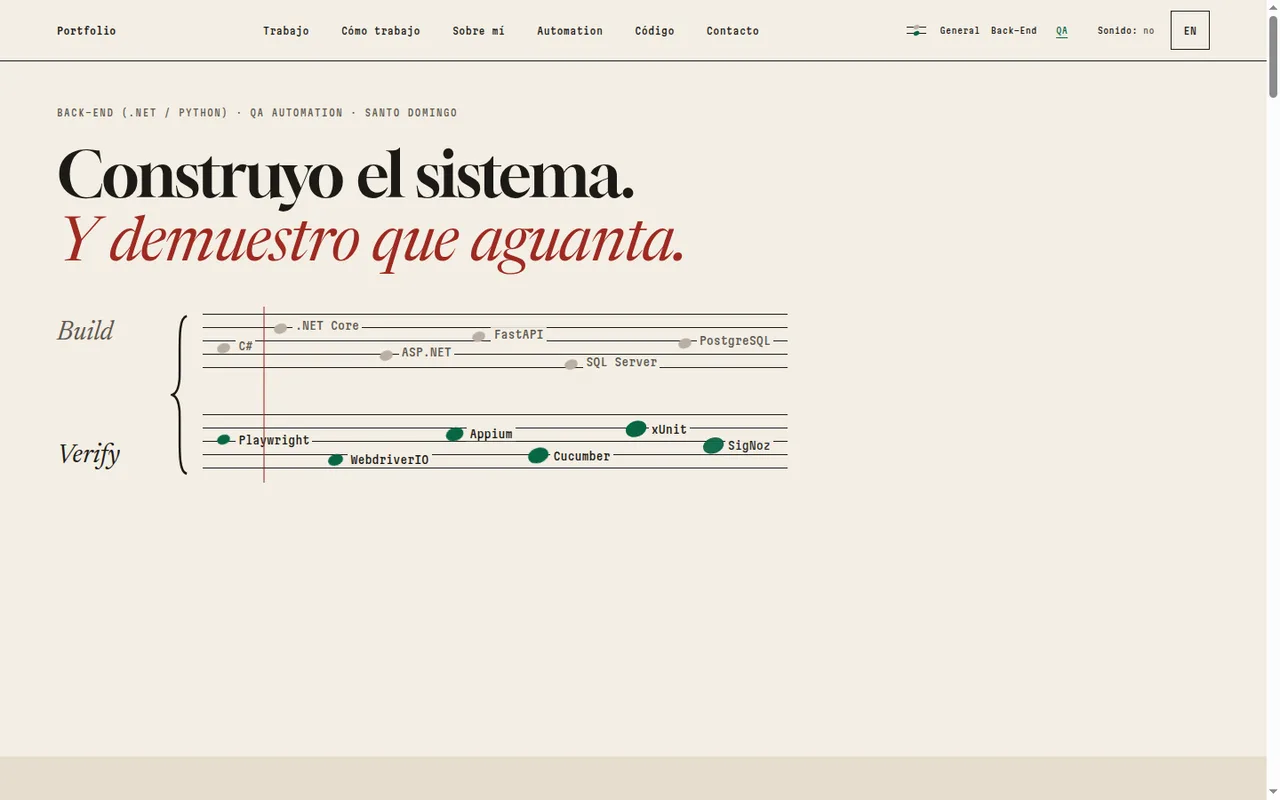 Portfolio
Trabajo
Cómo trabajo
Sobre mí
Automation
Código
Contacto
General
Back-End
QA
Sonido: no
EN
BACK-END (.NET / PYTHON) · QA AUTOMATION · SANTO DOMINGO
Construyo el sistema.
Y demuestro que aguanta.
Build
C#
.NET Core
ASP.NET
FastAPI
SQL Server
PostgreSQL
Verify
Playwright
WebdriverIO
Appium
Cucumber
xUnit
SigNoz